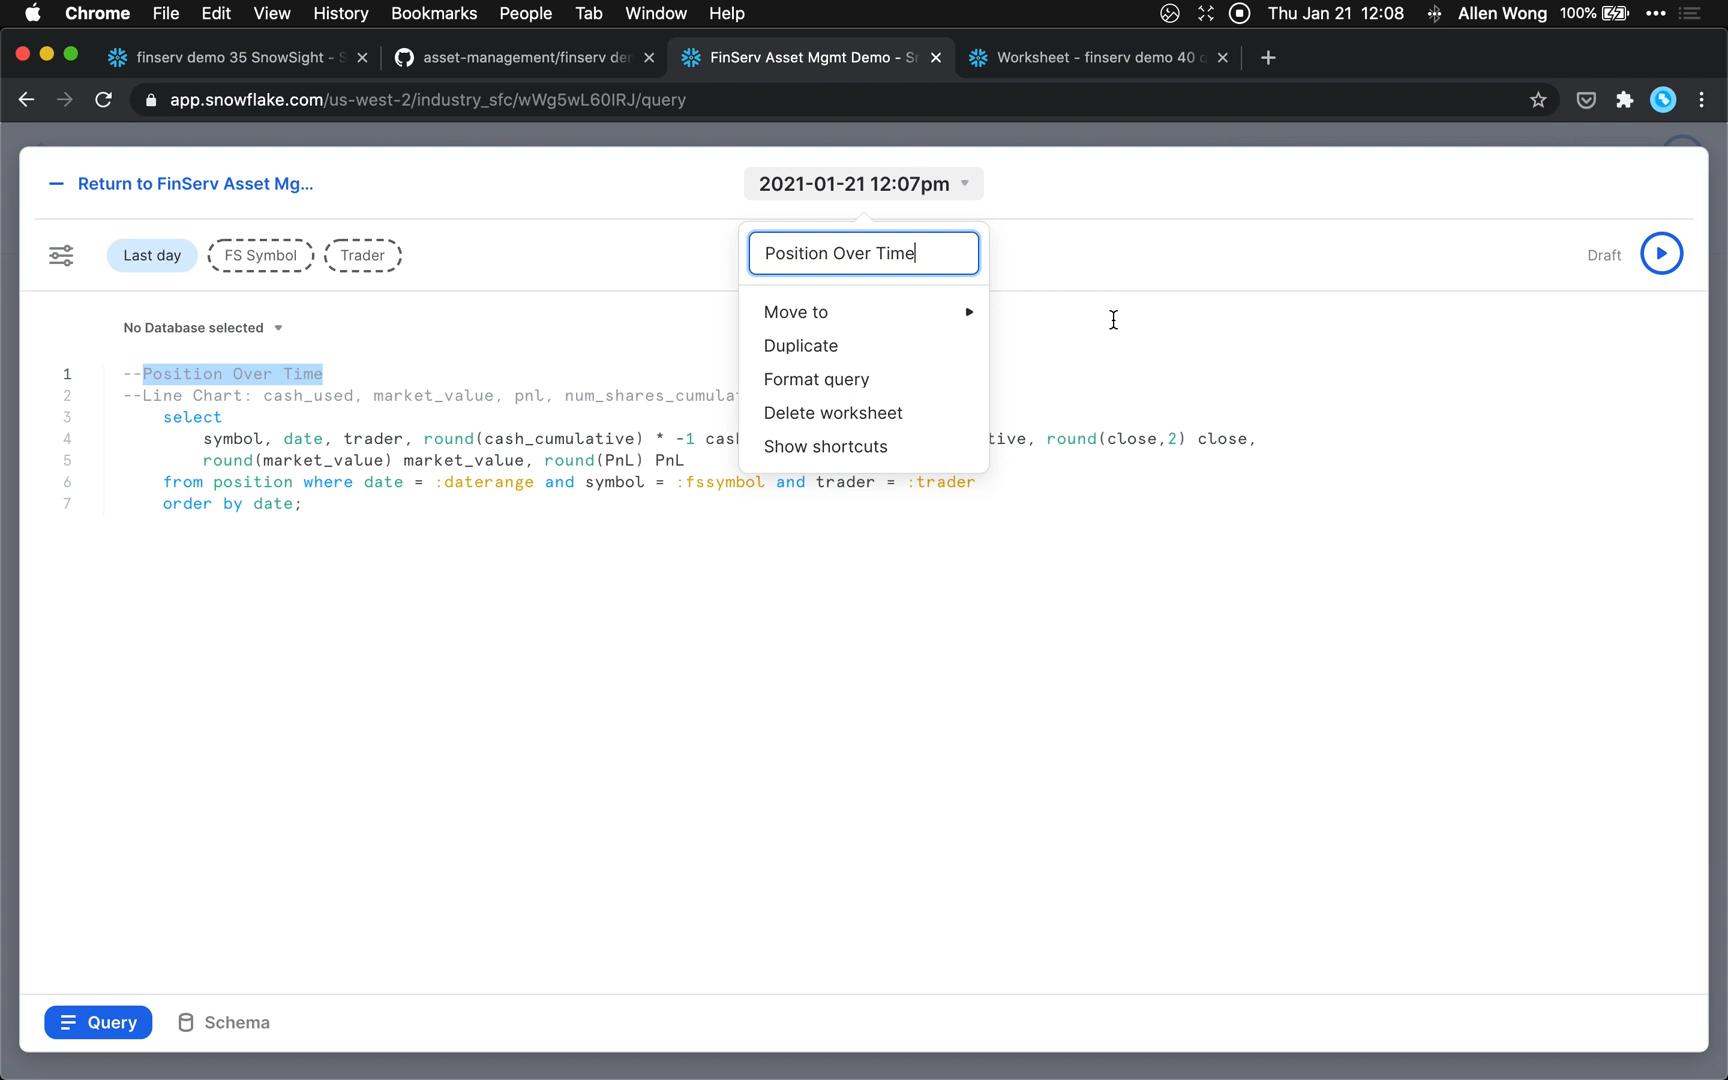 Chrome File Edit View History Bookmarks People Tab Window Help Thu Jan 21 12:08 Allen Wong 100%
finserv demo 35 SnowSight - S asset-management/finserv de FinServ Asset Mgmt Demo - Sn Worksheet - finserv demo 40 q
app.snowflake.com/us-west-2/industry_sfc/wWg5wL60IRJ/query
Return to FinServ Asset Mg... 2021-01-21 12:07pm
Last day FS Symbol Trader Position Over Time Draft
Move to
Duplicate
Format query
Delete worksheet
Show shortcuts
No Database selected
1 --Position Over Time
2 --Line Chart: cash_used, market_value, pnl, num_shares_cumula
3 select
4 symbol, date, trader, round(cash_cumulative) * -1 cas tive, round(close,2) close,
5 round(market_value) market_value, round(PnL) PnL
6 from position where date = :daterange and symbol = :fssymbol and trader = :trader
7 order by date;
Query Schema